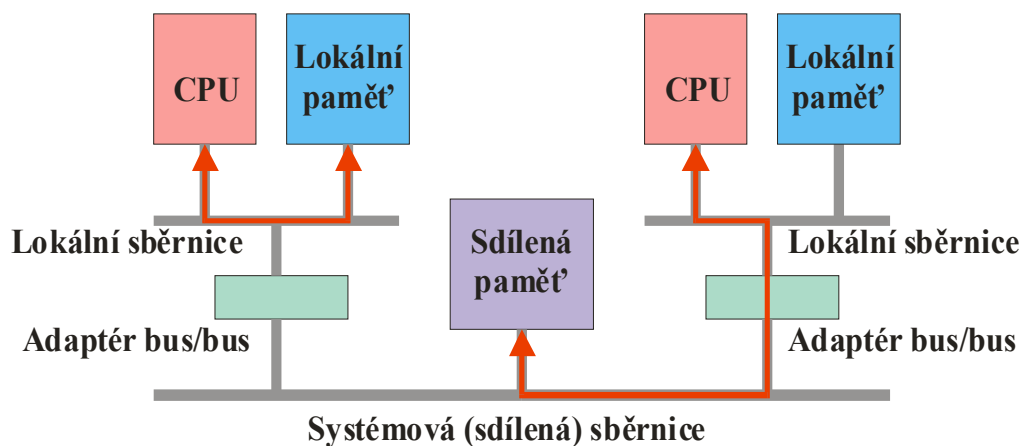 CPU
Lokální
paměť
CPU
Lokální
paměť
Lokální sběrnice
Sdílená
paměť
Lokální sběrnice
Adaptér bus/bus
Adaptér bus/bus
Systémová (sdílená) sběrnice